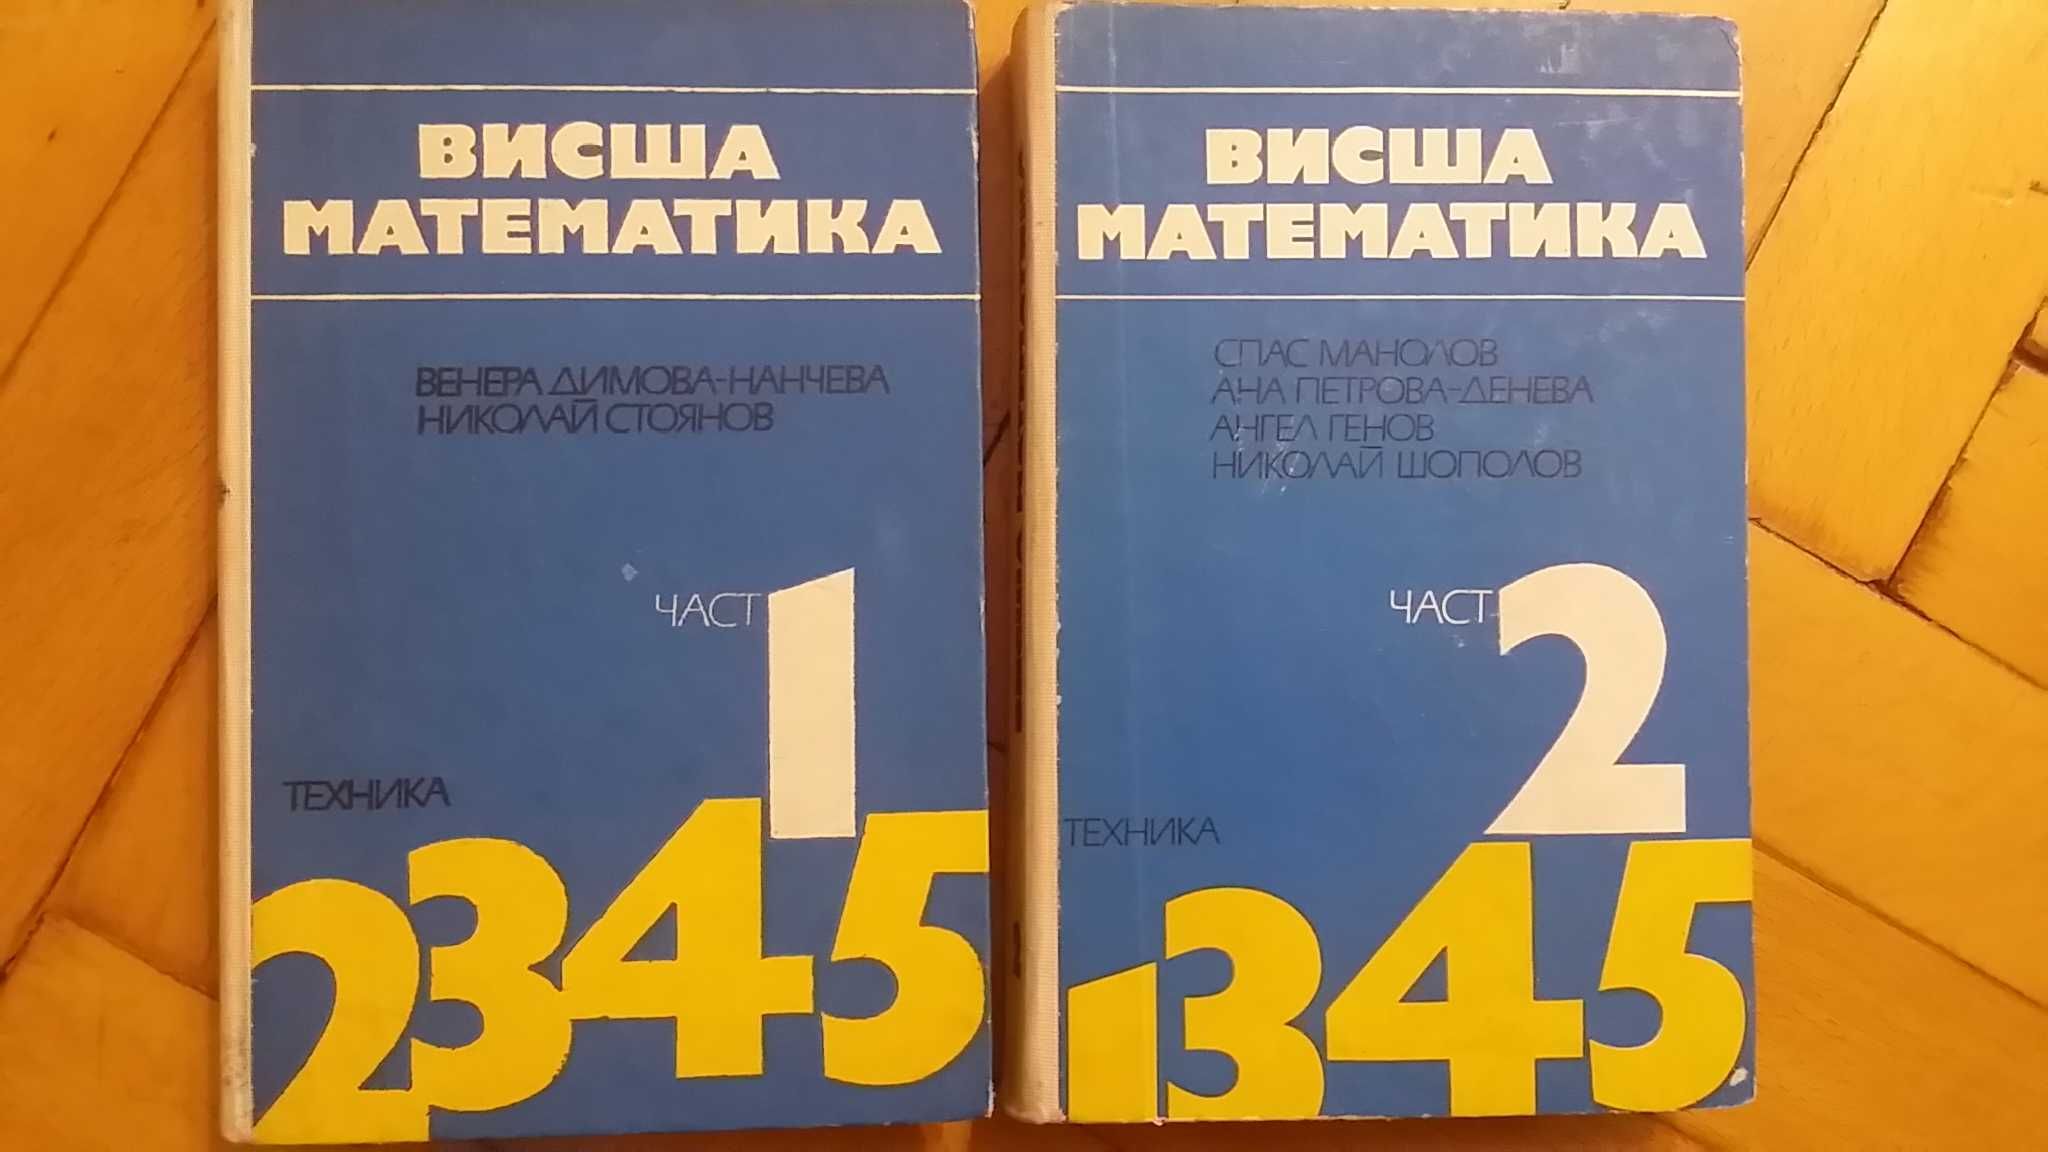 ВИСША
МАТЕМАТИКА
ВЕНЕРА ДИМОВА-НАНЧЕВА
НИКОЛАЙ СТОЯНОВ
ЧАСТ 1
ТЕХНИКА
2345
ВИСША
МАТЕМАТИКА
СПАС МАНОЛОВ
АНА ПЕТРОВА-ДЕНЕВА
АНГЕЛ ГЕНОВ
НИКОЛАЙ ШОПОЛОВ
ЧАСТ 2
ТЕХНИКА
1345